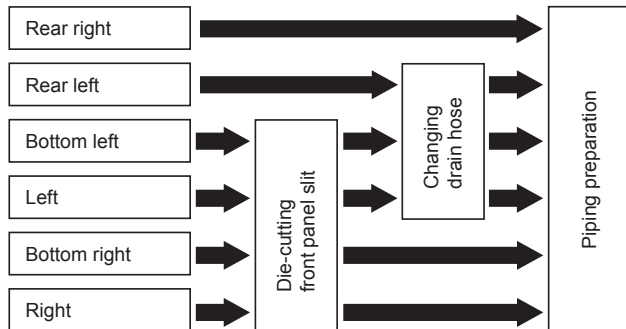 Rear right
Rear left
Bottom left
Left
Bottom right
Right
Die-cutting
front panel slit
Changing
drain hose
Piping preparation